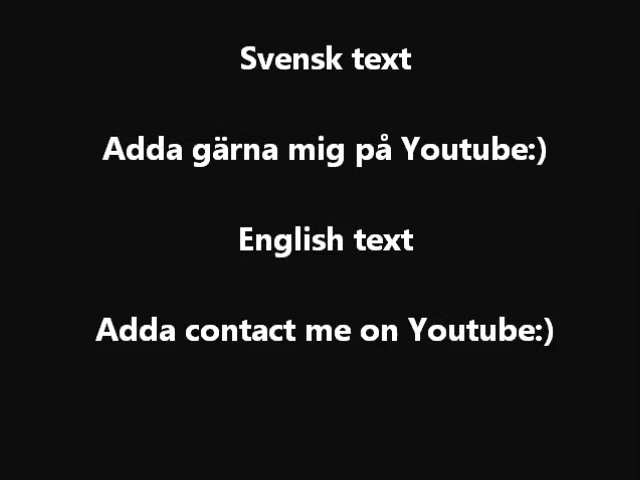 Svensk text
Adda gärna mig på Youtube:)
English text
Adda contact me on Youtube:)